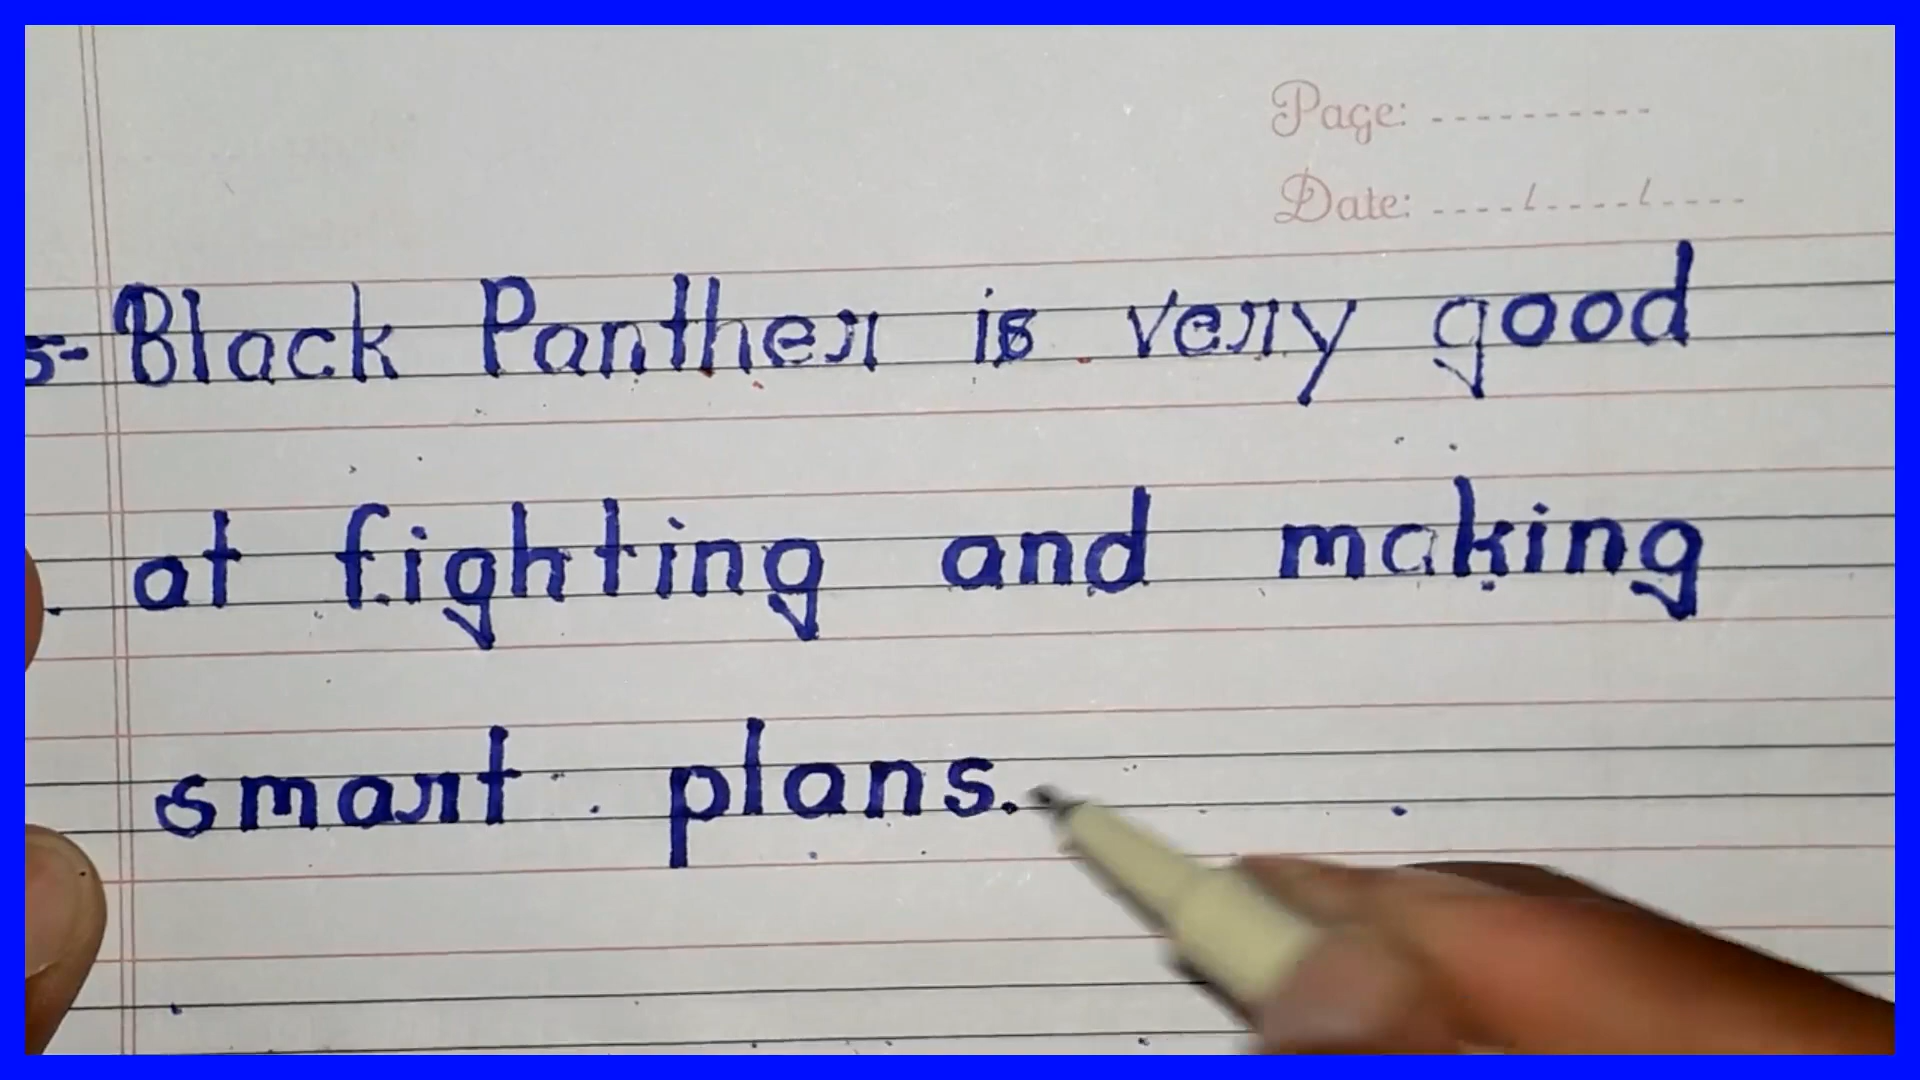 Page: ----------
Date: ----/----/----
5- Black Panther is very good
at fighting and making
smart plans.